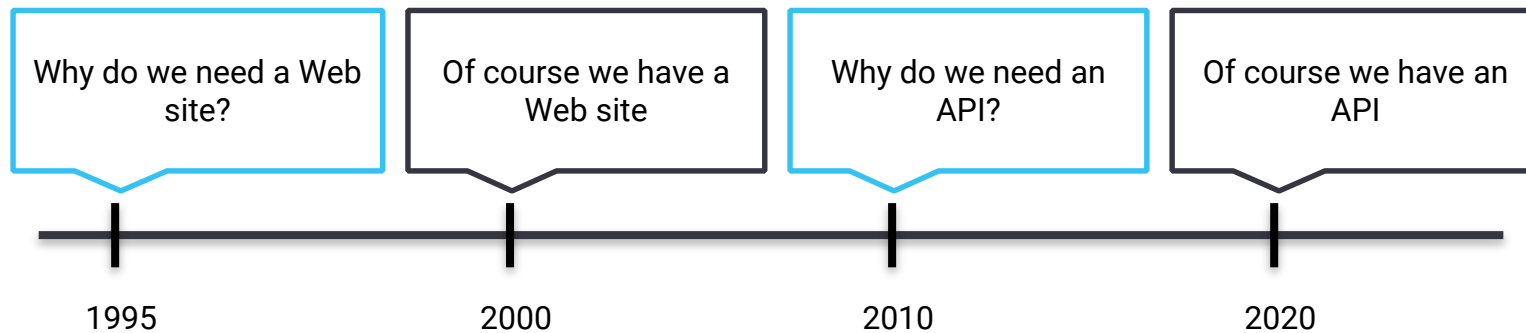 Why do we need a Web
site?
Of course we have a
Web site
Why do we need an
API?
Of course we have an
API
1995
2000
2010
2020